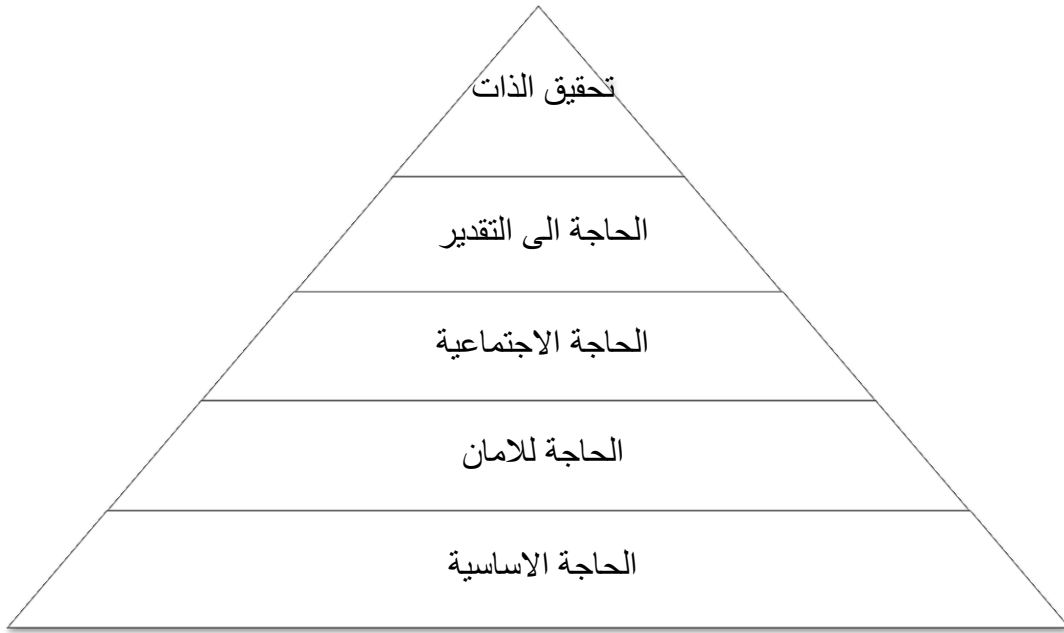 تحقيق الذات
الحاجة الى التقدير
الحاجة الاجتماعية
الحاجة للامان
الحاجة الاساسية